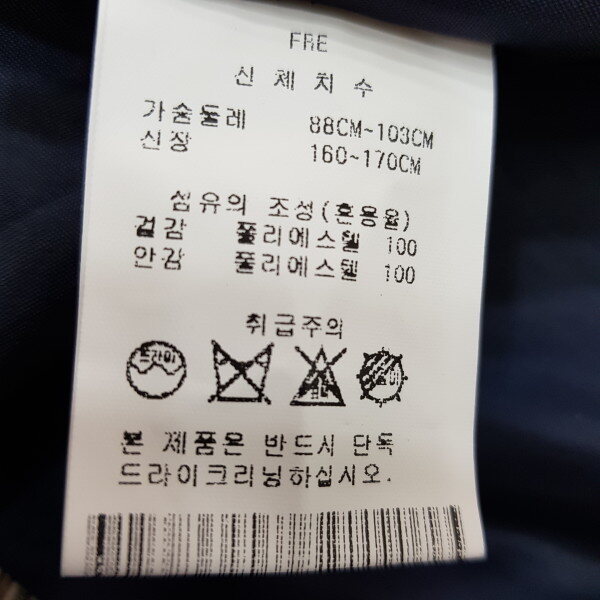 FRE
신 체 치 수
가슴둘레 88CM~103CM
신장 160~170CM
섬유의 조성(혼용율)
겉감 폴리에스텔 100
안감 폴리에스텔 100
취급주의
드라이
본 제품은 반드시 단독
드라이크리닝하십시오.